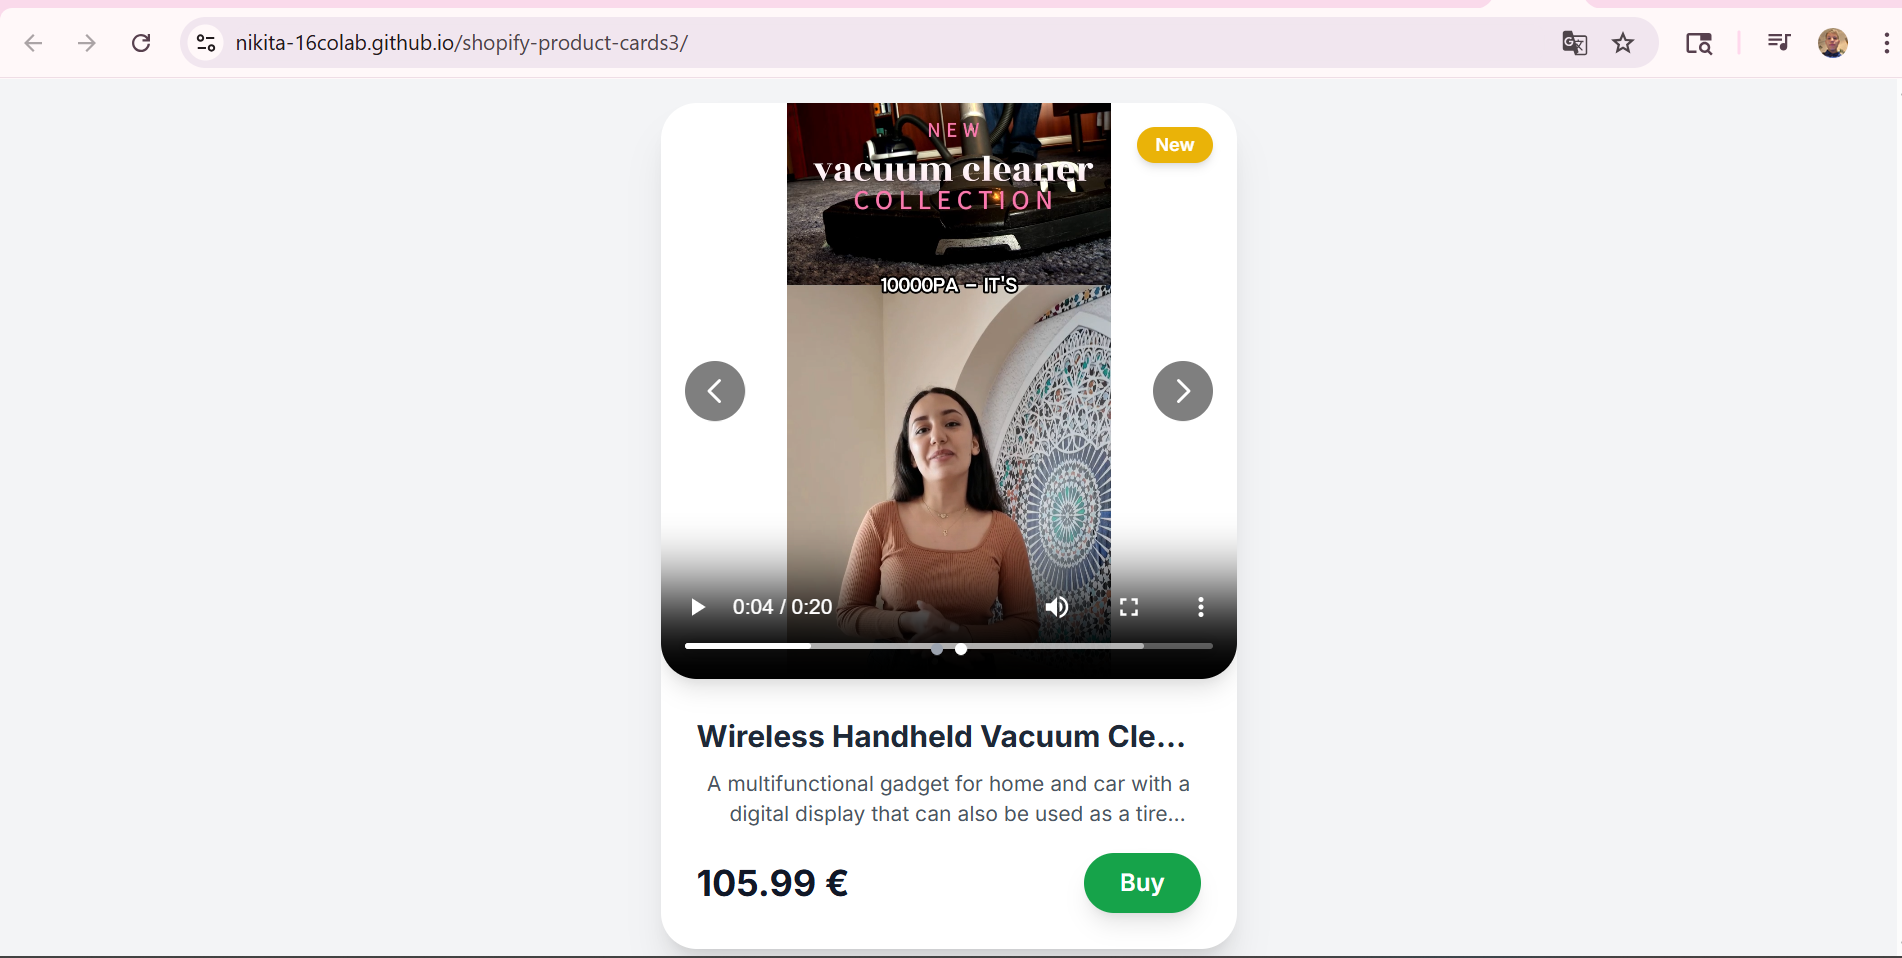 nikita-16colab.github.io/shopify-product-cards3/
New
NEW
vacuum cleaner
COLLECTION
10000PA – IT'S
0:04 / 0:20
Wireless Handheld Vacuum Cle...
A multifunctional gadget for home and car with a
digital display that can also be used as a tire...
105.99 €
Buy